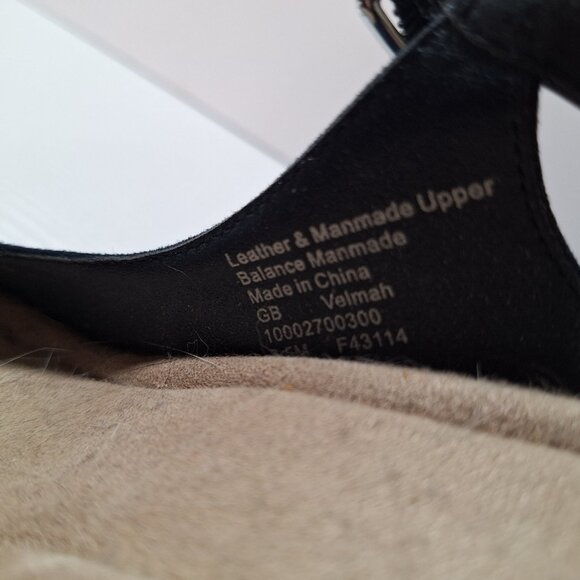 Leather & Manmade Upper
Balance Manmade
Made in China
GB Velmah
10002700300
F43114